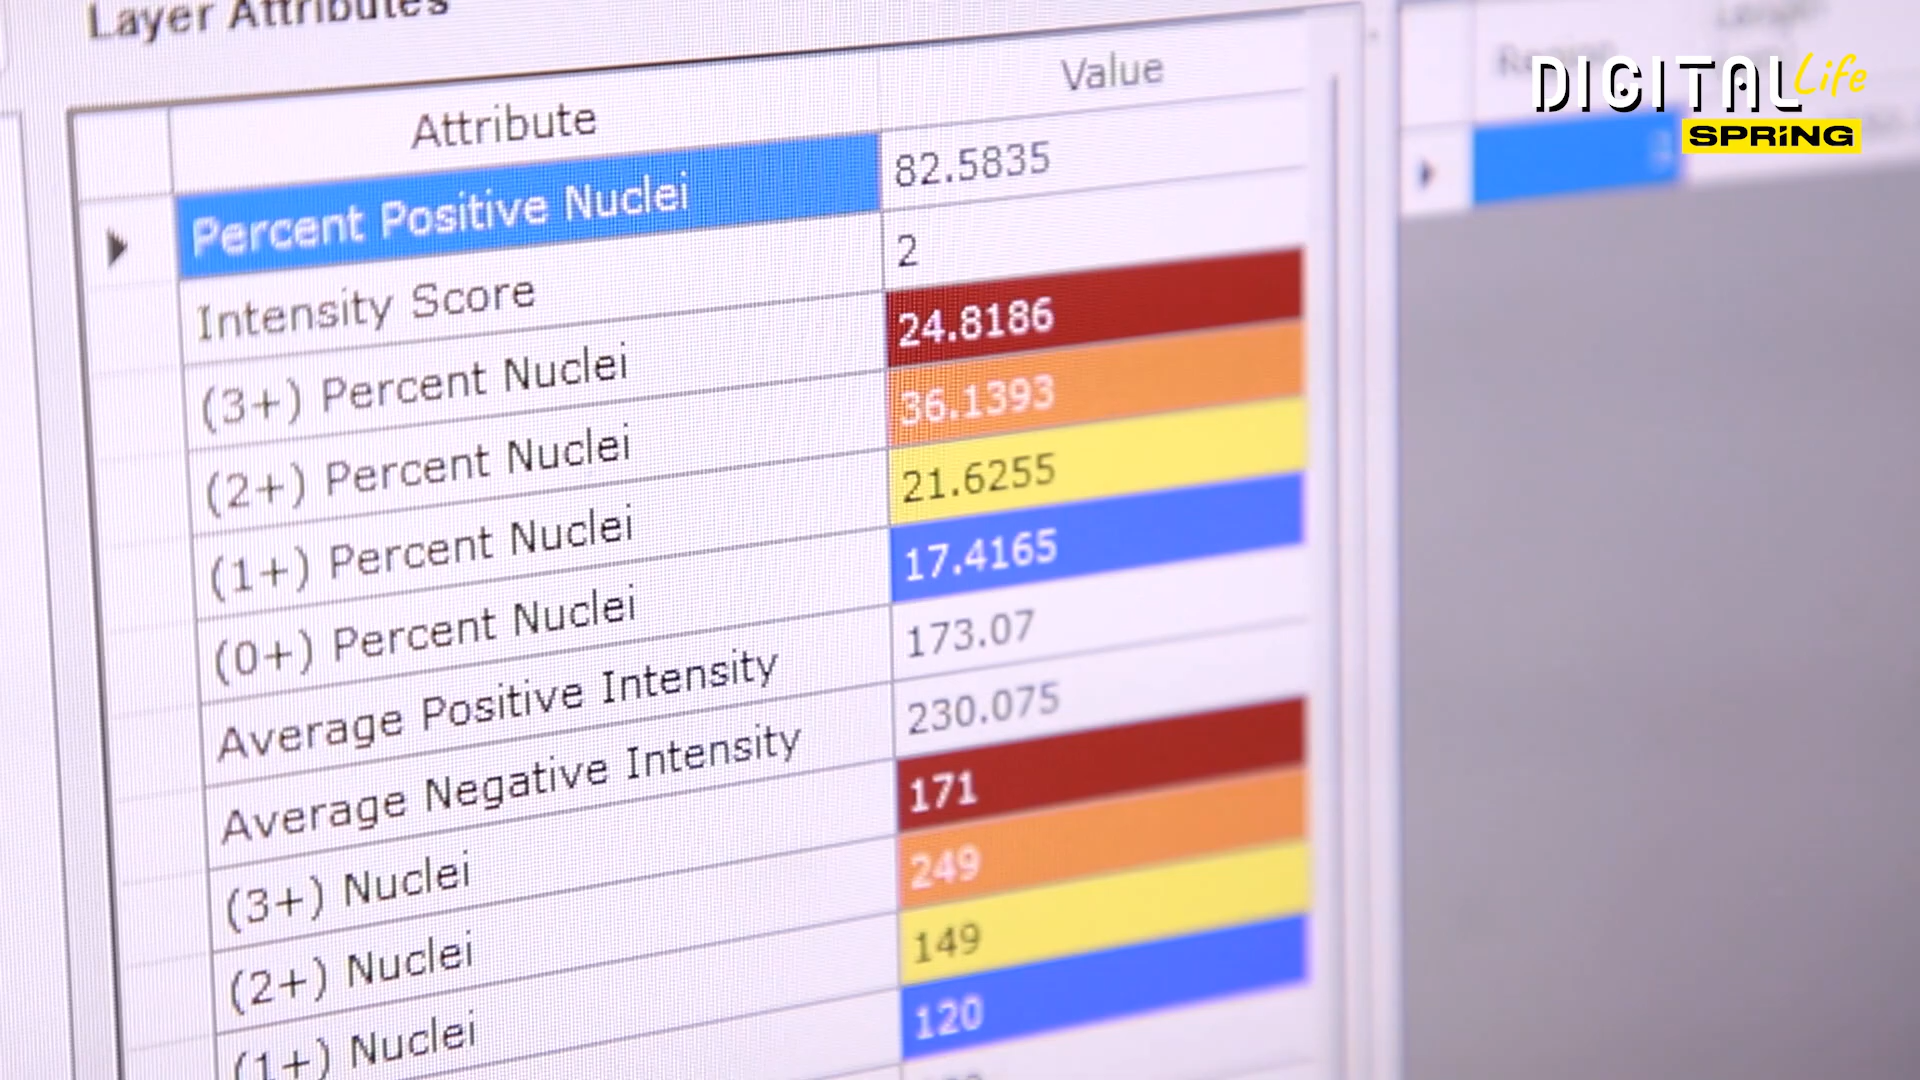 Layer Attributes
Attribute Value
Percent Positive Nuclei 82.5835
Intensity Score 2
(3+) Percent Nuclei 24.8186
(2+) Percent Nuclei 36.1393
(1+) Percent Nuclei 21.6255
(0+) Percent Nuclei 17.4165
Average Positive Intensity 173.07
Average Negative Intensity 230.075
(3+) Nuclei 171
(2+) Nuclei 249
(1+) Nuclei 149
120
DIGITAL Life
SPRiNG